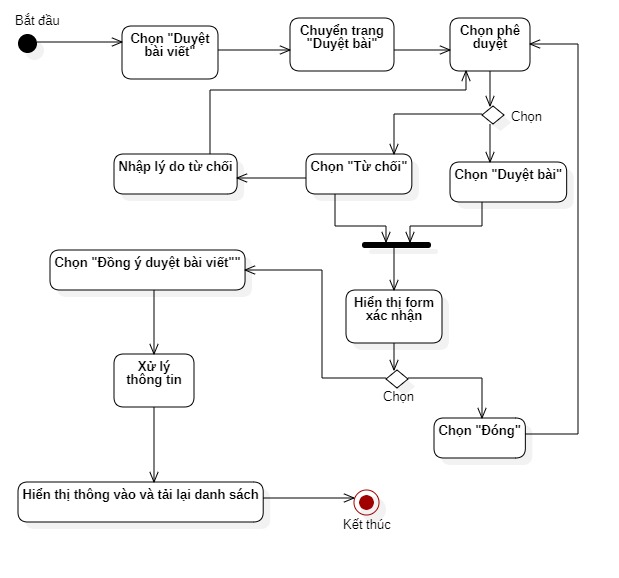 Bắt đầu
Chọn "Duyệt
bài viết"
Chuyển trang
"Duyệt bài"
Chọn phê
duyệt
Chọn
Nhập lý do từ chối
Chọn "Từ chối"
Chọn "Duyệt bài"
Chọn "Đồng ý duyệt bài viết""
Hiển thị form
xác nhận
Xử lý
thông tin
Chọn
Chọn "Đóng"
Hiển thị thông vào và tải lại danh sách
Kết thúc